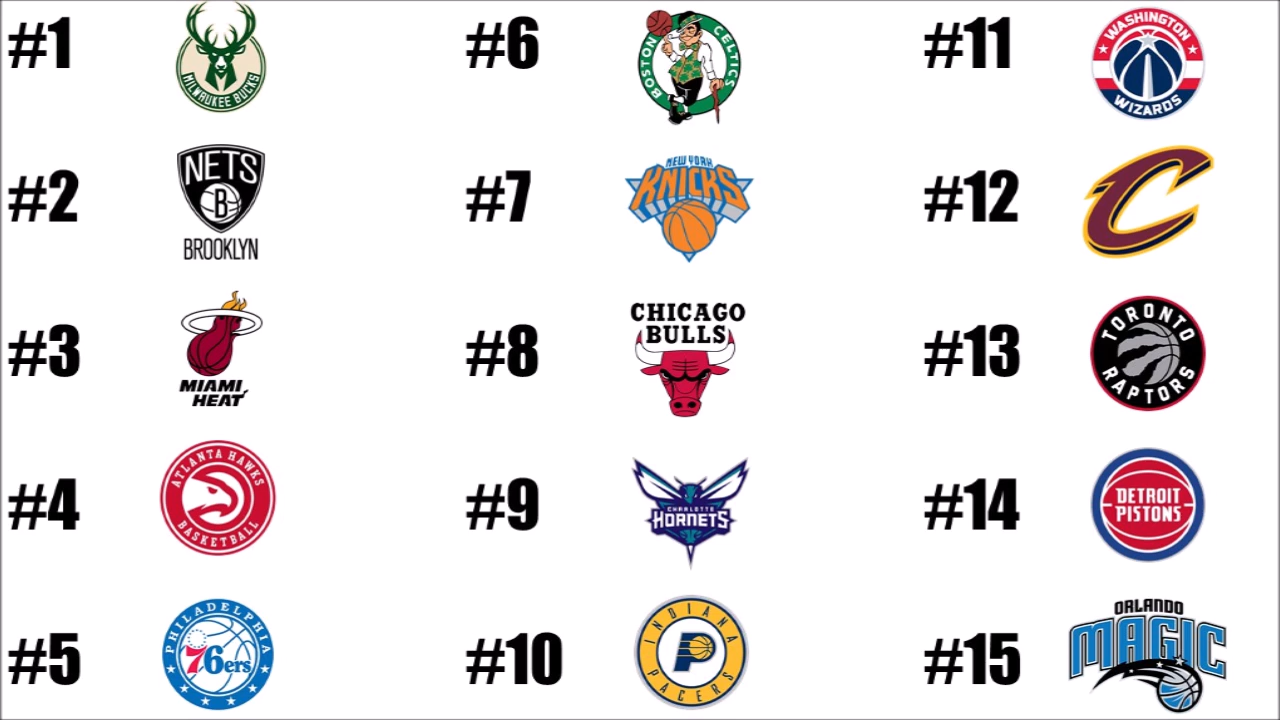 #1
MILWAUKEE BUCKS
#2
NETS
B
BROOKLYN
#3
MIAMI
HEAT
#4
ATLANTA HAWKS
BASKETBALL
#5
PHILADELPHIA
76ers
#6
BOSTON
CELTICS
#7
NEW YORK
KNICKS
#8
CHICAGO
BULLS
#9
CHARLOTTE
HORNETS
#10
INDIANA
P
PACERS
#11
WASHINGTON
WIZARDS
#12
C
#13
TORONTO
RAPTORS
#14
DETROIT
PISTONS
#15
ORLANDO
MAGIC